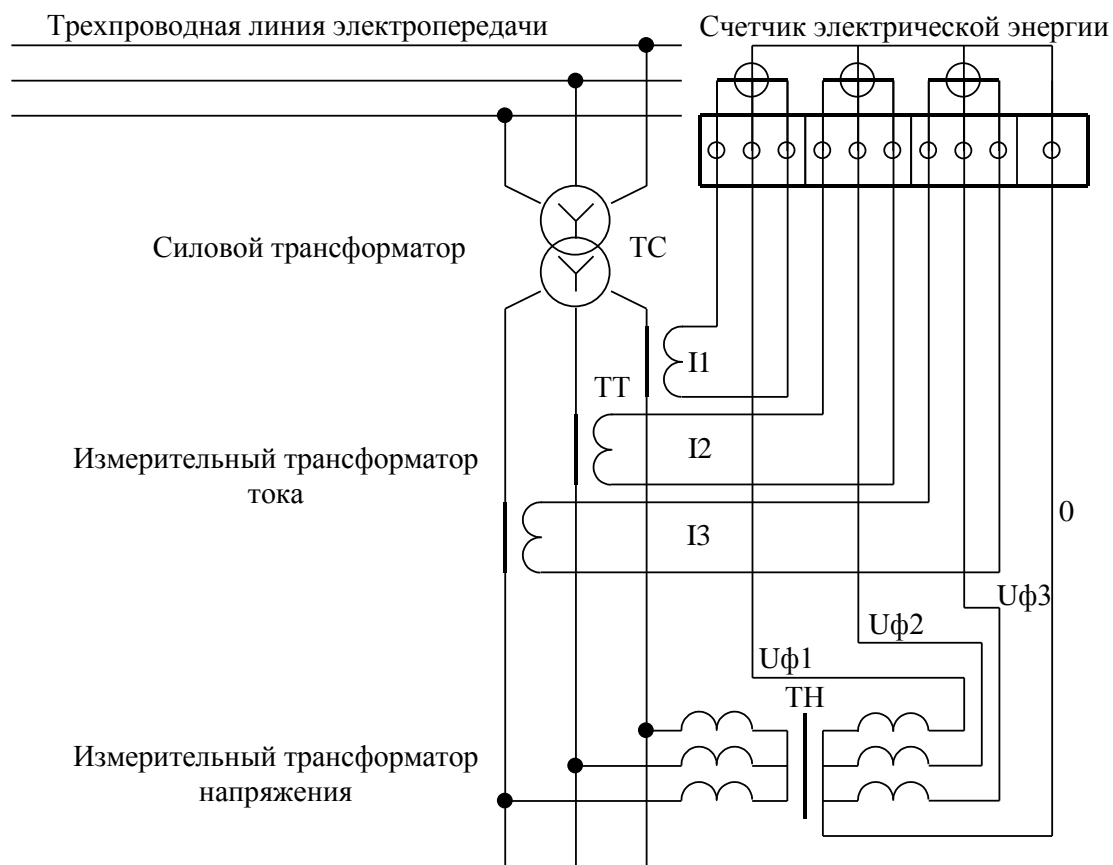 Трехпроводная линия электропередачи
Счетчик электрической энергии
Силовой трансформатор
ТС
I1
ТТ
I2
Измерительный трансформатор
тока
I3
0
Uф3
Uф2
Uф1
ТН
Измерительный трансформатор
напряжения